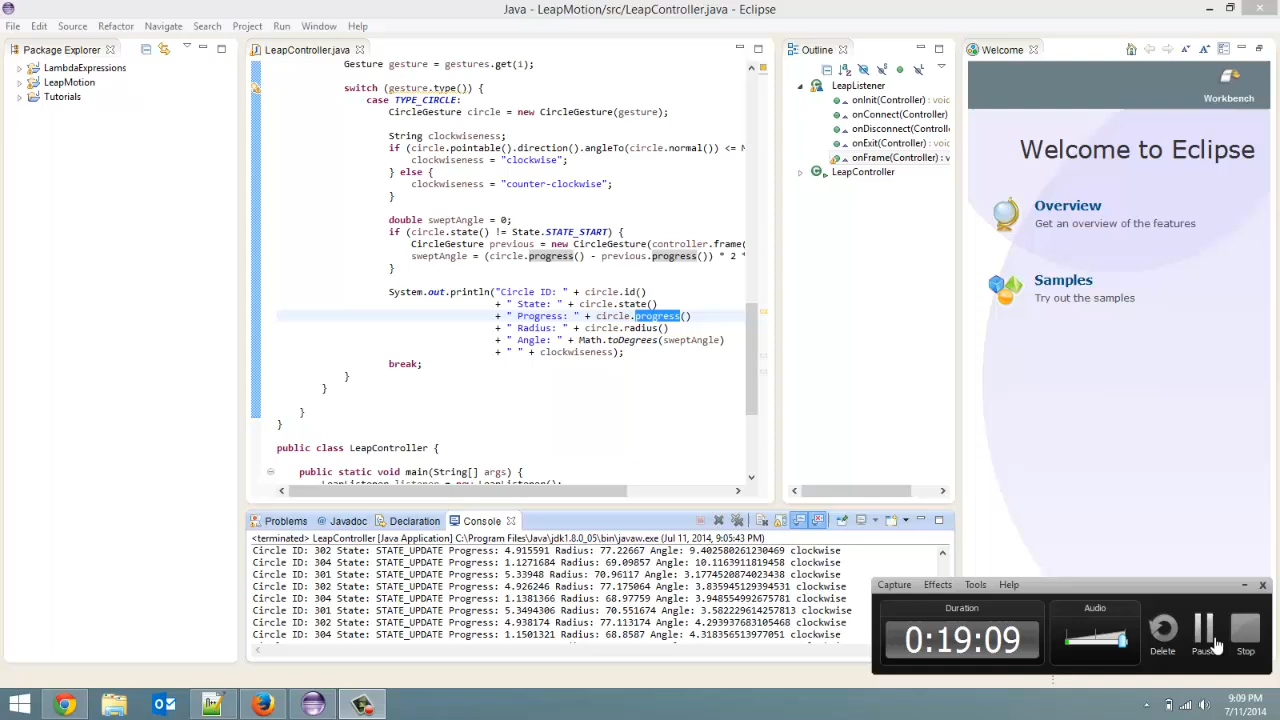 Java - LeapMotion/src/LeapController.java - Eclipse
File Edit Source Refactor Navigate Search Project Run Window Help
Package Explorer
LambdaExpressions
LeapMotion
Tutorials
LeapController.java
Gesture gesture = gestures.get(i);
switch (gesture.type()) {
case TYPE_CIRCLE:
CircleGesture circle = new CircleGesture(gesture);
String clockwiseness;
if (circle.pointable().direction().angleTo(circle.normal()) <= M
clockwiseness = "clockwise";
} else {
clockwiseness = "counter-clockwise";
}
double sweptAngle = 0;
if (circle.state() != State.STATE_START) {
CircleGesture previous = new CircleGesture(controller.frame(
sweptAngle = (circle.progress() - previous.progress()) * 2 *
}
System.out.println("Circle ID: " + circle.id()
+ " State: " + circle.state()
+ " Progress: " + circle.progress()
+ " Radius: " + circle.radius()
+ " Angle: " + Math.toDegrees(sweptAngle)
+ " " + clockwiseness);
break;
}
}
}
}
public class LeapController {
public static void main(String[] args) {
LeapListener listener = new LeapListener();
Outline
LeapListener
onInit(Controller) : void
onConnect(Controller)
onDisconnect(Controll
onExit(Controller) : void
onFrame(Controller) : v
LeapController
Welcome
Workbench
Welcome to Eclipse
Overview
Get an overview of the features
Samples
Try out the samples
Problems @ Javadoc Declaration Console
<terminated> LeapController [Java Application] C:\Program Files\Java\jdk1.8.0_05\bin\javaw.exe (Jul 11, 2014, 9:05:43 PM)
Circle ID: 302 State: STATE_UPDATE Progress: 4.915591 Radius: 77.22667 Angle: 9.402580261230469 clockwise
Circle ID: 304 State: STATE_UPDATE Progress: 1.1271684 Radius: 69.09857 Angle: 10.1163911819458 clockwise
Circle ID: 301 State: STATE_UPDATE Progress: 5.33948 Radius: 70.96117 Angle: 3.1774520874023438 clockwise
Circle ID: 302 State: STATE_UPDATE Progress: 4.926246 Radius: 77.175064 Angle: 3.835945129394531 clockwise
Circle ID: 304 State: STATE_UPDATE Progress: 1.1381366 Radius: 68.97759 Angle: 3.948554992675781 clockwise
Circle ID: 301 State: STATE_UPDATE Progress: 5.3494306 Radius: 70.551674 Angle: 3.582229614257813 clockwise
Circle ID: 302 State: STATE_UPDATE Progress: 4.938174 Radius: 77.113174 Angle: 4.293937683105468 clockwise
Circle ID: 304 State: STATE_UPDATE Progress: 1.1501321 Radius: 68.8587 Angle: 4.318356513977051 clockwise
Capture Effects Tools Help
Duration
0:19:09
Audio
Delete
Pause
Stop
9:09 PM
7/11/2014